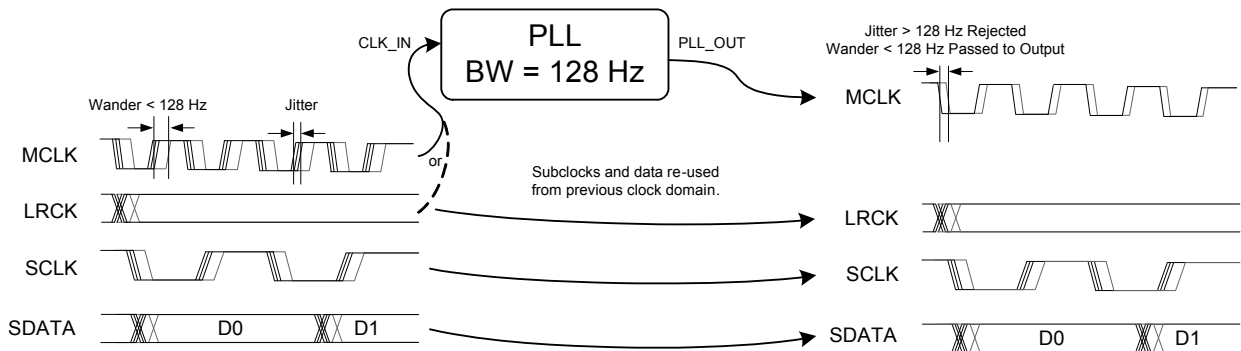 PLL
BW = 128 Hz
CLK_IN
PLL_OUT
Jitter > 128 Hz Rejected
Wander < 128 Hz Passed to Output
Wander < 128 Hz
Jitter
MCLK
or
MCLK
Subclocks and data re-used
from previous clock domain.
LRCK
LRCK
SCLK
SCLK
SDATA
D0
D1
SDATA
D0
D1